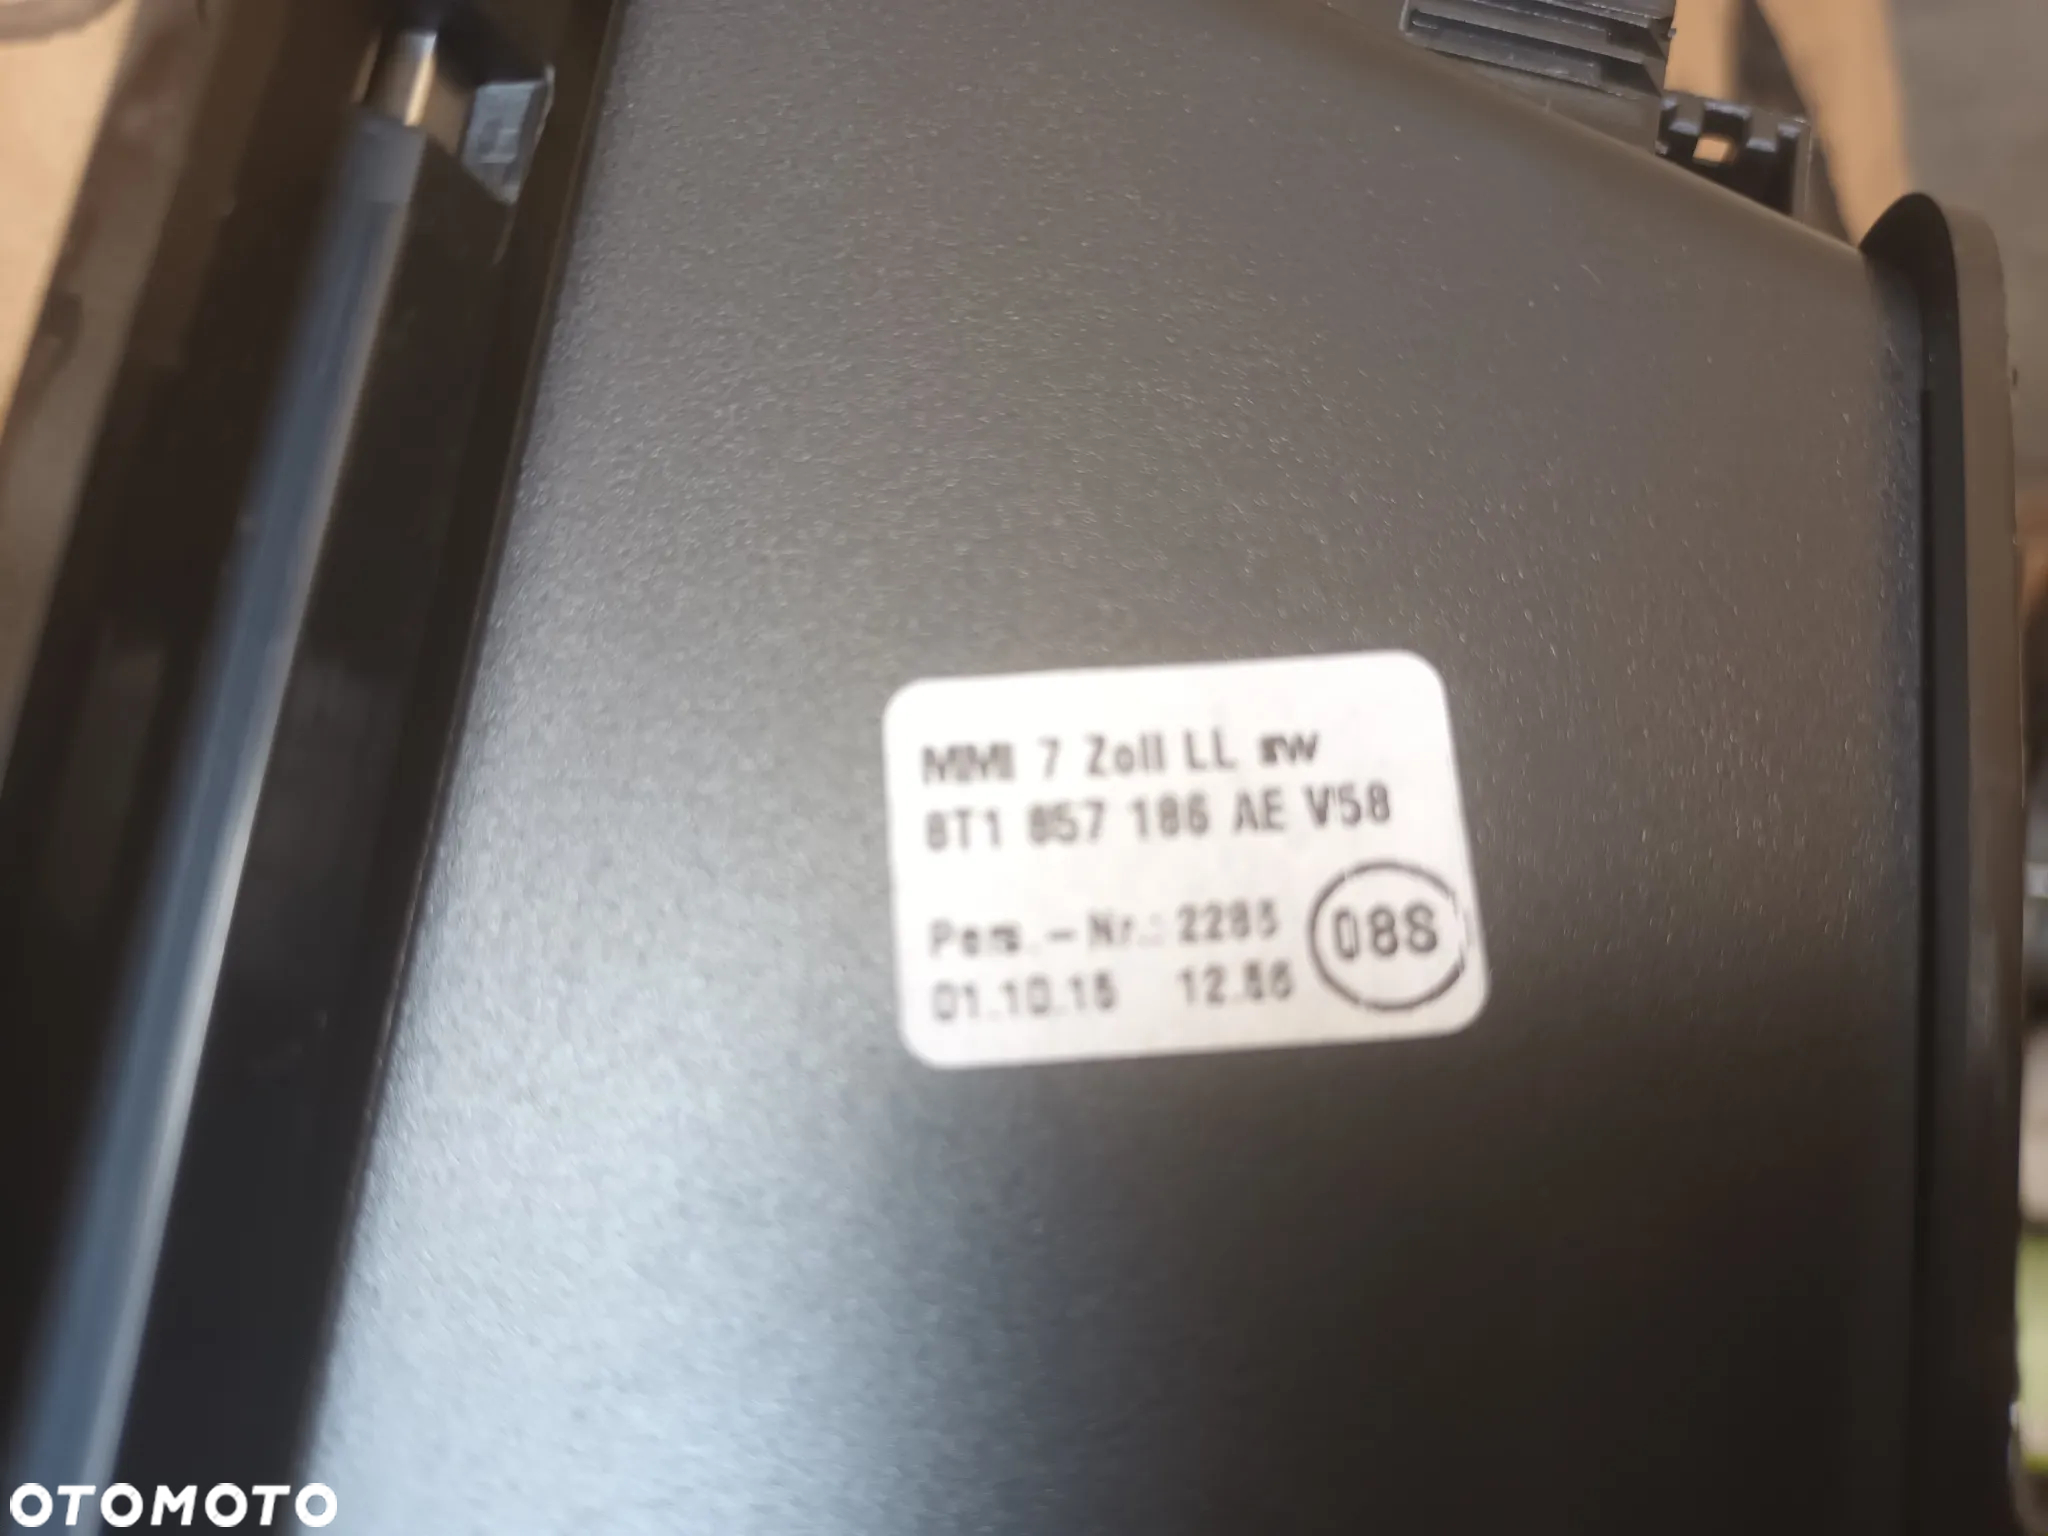 MMI 7 Zoll LL sw
8T1 857 186 AE V58
Pers.-Nr.: 2285
08S
01.10.15 12.56
OTOMOTO